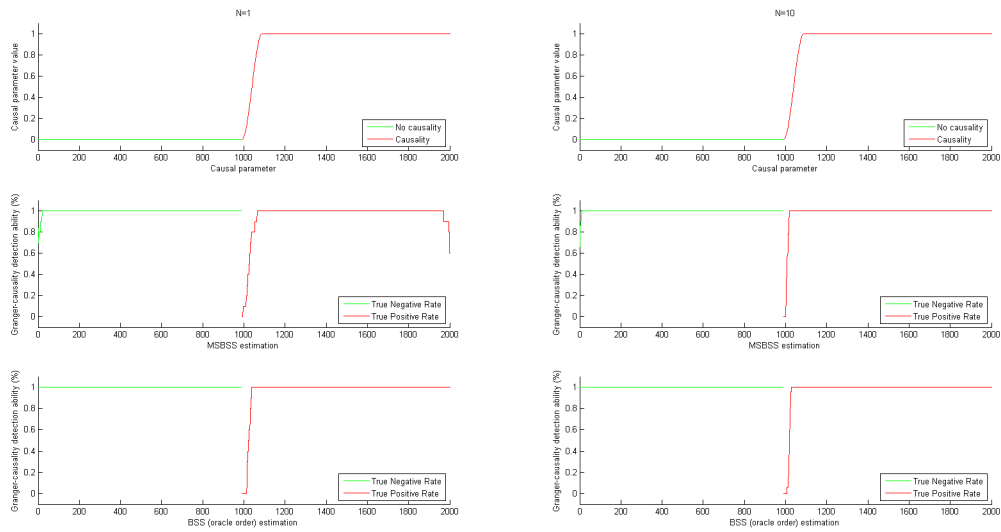 N=1
Causal parameter value
1
0.8
0.6
0.4
0.2
0
No causality
Causality
0 200 400 600 800 1000 1200 1400 1600 1800 2000
Causal parameter
Granger-causality detection ability (%)
1
0.8
0.6
0.4
0.2
0
True Negative Rate
True Positive Rate
0 200 400 600 800 1000 1200 1400 1600 1800 2000
MSBSS estimation
Granger-causality detection ability (%)
1
0.8
0.6
0.4
0.2
0
True Negative Rate
True Positive Rate
0 200 400 600 800 1000 1200 1400 1600 1800 2000
BSS (oracle order) estimation
N=10
Causal parameter value
1
0.8
0.6
0.4
0.2
0
No causality
Causality
0 200 400 600 800 1000 1200 1400 1600 1800 2000
Causal parameter
Granger-causality detection ability (%)
1
0.8
0.6
0.4
0.2
0
True Negative Rate
True Positive Rate
0 200 400 600 800 1000 1200 1400 1600 1800 2000
MSBSS estimation
Granger-causality detection ability (%)
1
0.8
0.6
0.4
0.2
0
True Negative Rate
True Positive Rate
0 200 400 600 800 1000 1200 1400 1600 1800 2000
BSS (oracle order) estimation